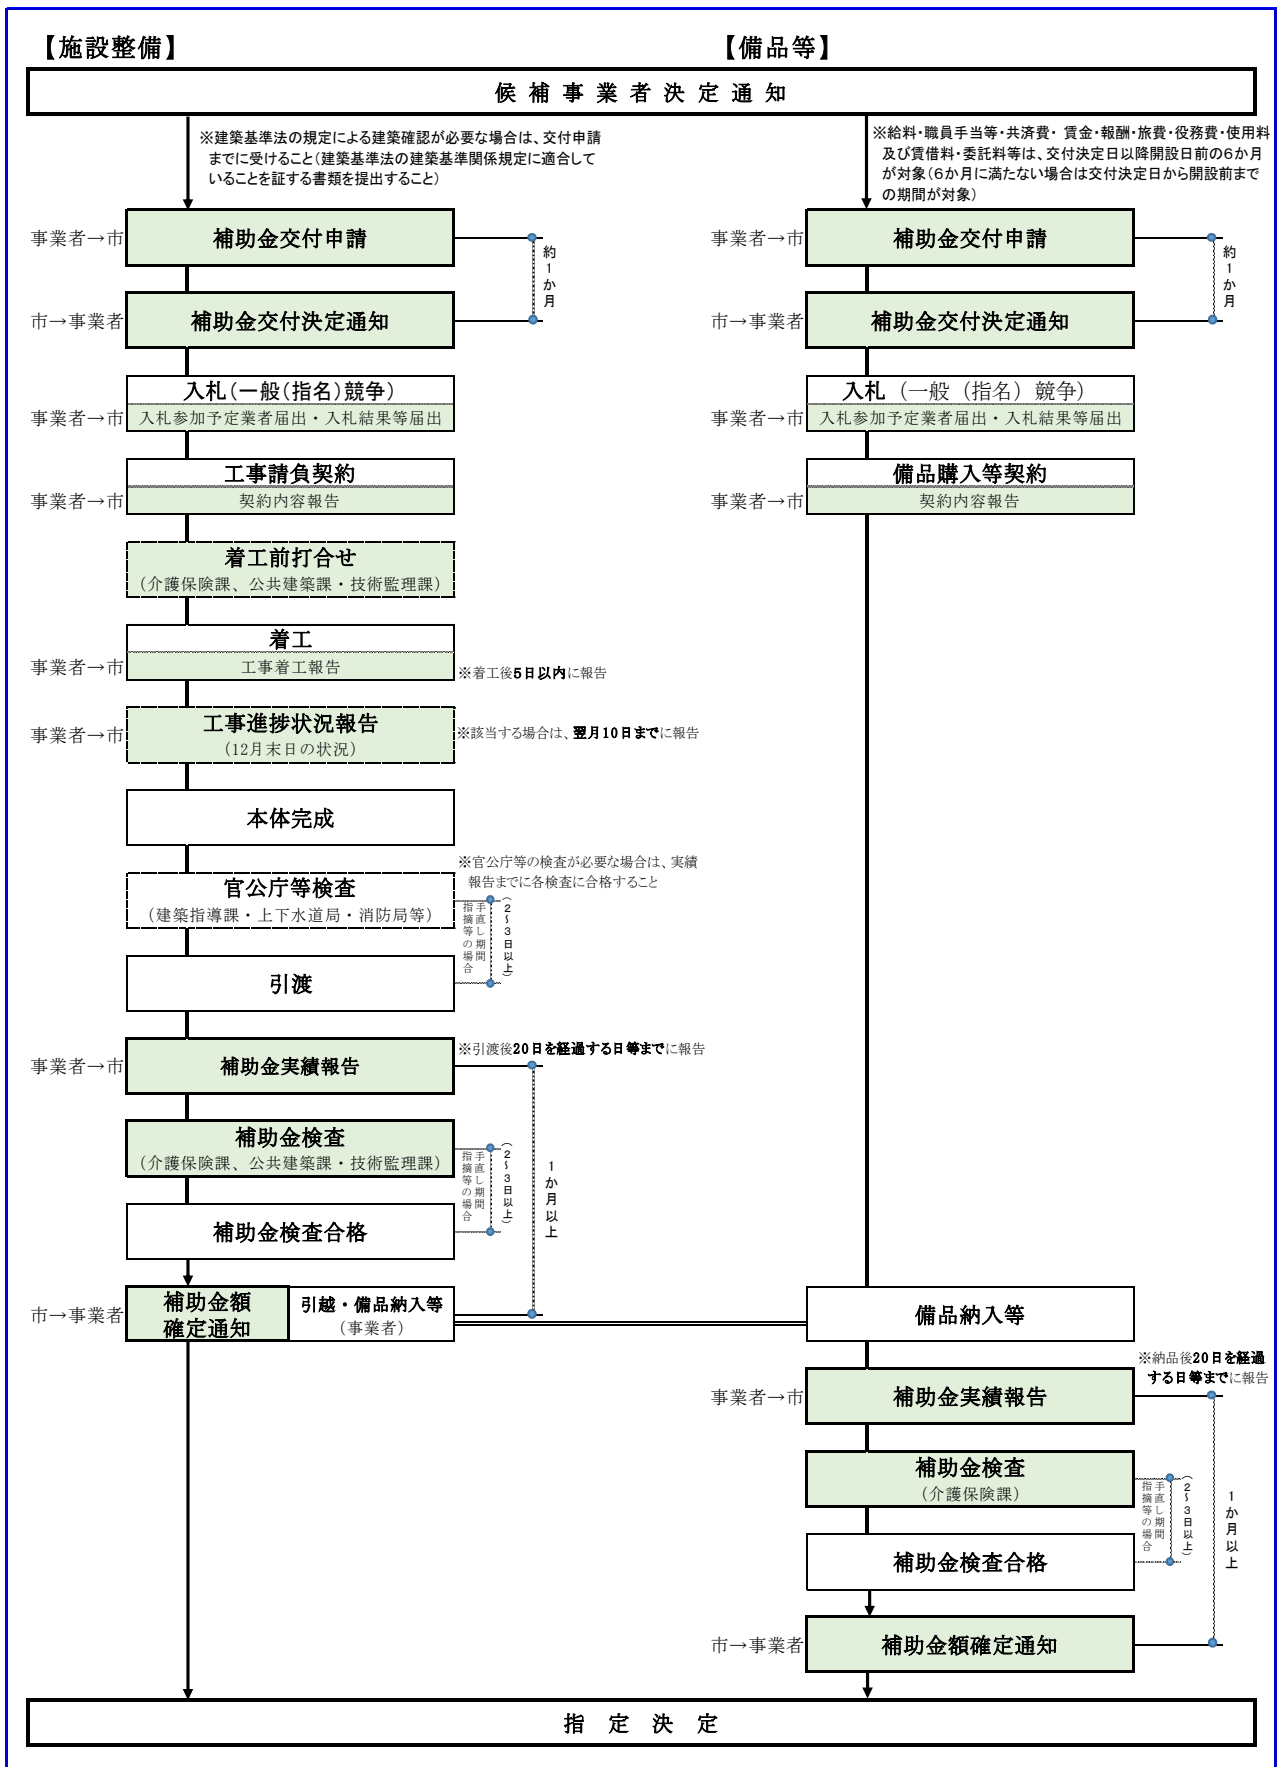 【施設整備】
【備品等】
候補事業者決定通知
※建築基準法の規定による建築確認が必要な場合は、交付申請
までに受けること（建築基準法の建築基準関係規定に適合して
いることを証する書類を提出すること）
※給料・職員手当等・共済費・ 賃金・報酬・旅費・役務費・使用料
及び賃借料・委託料等は、交付決定日以降開設日前の6か月
が対象（6か月に満たない場合は交付決定日から開設前まで
の期間が対象）
事業者→市
補助金交付申請
約1か月
市→事業者
補助金交付決定通知
事業者→市
補助金交付申請
約1か月
市→事業者
補助金交付決定通知
入札（一般（指名）競争）
事業者→市
入札参加予定業者届出・入札結果等届出
入札（一般（指名）競争）
事業者→市
入札参加予定業者届出・入札結果等届出
工事請負契約
事業者→市
契約内容報告
備品購入等契約
事業者→市
契約内容報告
着工前打合せ
（介護保険課、公共建築課・技術監理課）
着工
事業者→市
工事着工報告
※着工後5日以内に報告
事業者→市
工事進捗状況報告
（12月末日の状況）
※該当する場合は、翌月10日までに報告
本体完成
※官公庁等の検査が必要な場合は、実績
報告までに各検査に合格すること
官公庁等検査
（建築指導課・上下水道局・消防局等）
手直し期間
指摘等の場合
（2～3日以上）
引渡
※引渡後20日を経過する日等までに報告
事業者→市
補助金実績報告
補助金検査
（介護保険課、公共建築課・技術監理課）
手直し期間
指摘等の場合
（2～3日以上）
1か月以上
補助金検査合格
市→事業者
補助金額
確定通知
引越・備品納入等
（事業者）
備品納入等
※納品後20日を経過
する日等までに報告
事業者→市
補助金実績報告
補助金検査
（介護保険課）
手直し期間
指摘等の場合
（2～3日以上）
1か月以上
補助金検査合格
市→事業者
補助金額確定通知
指定決定